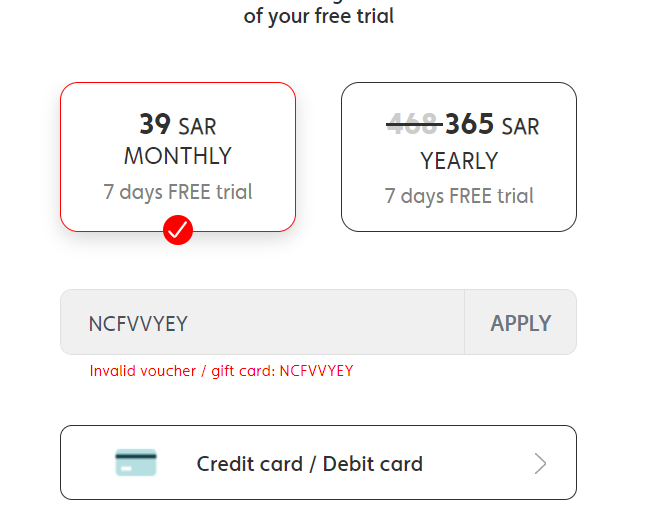 of your free trial
39 SAR
MONTHLY
7 days FREE trial
468 365 SAR
YEARLY
7 days FREE trial
NCFVVYEY
APPLY
Invalid voucher / gift card: NCFVVYEY
Credit card / Debit card